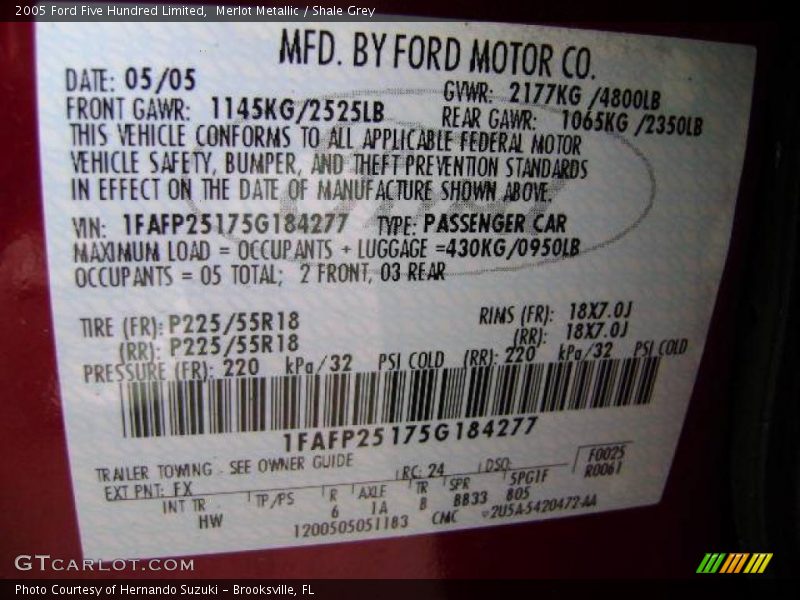 2005 Ford Five Hundred Limited, Merlot Metallic / Shale Grey
MFD. BY FORD MOTOR CO.
DATE: 05/05 GVWR: 2177KG /4800LB
FRONT GAWR: 1145KG/2525LB REAR GAWR: 1065KG /2350LB
THIS VEHICLE CONFORMS TO ALL APPLICABLE FEDERAL MOTOR
VEHICLE SAFETY, BUMPER, AND THEFT PREVENTION STANDARDS
IN EFFECT ON THE DATE OF MANUFACTURE SHOWN ABOVE.
VIN: 1FAFP25175G184277 TYPE: PASSENGER CAR
MAXIMUM LOAD = OCCUPANTS + LUGGAGE =430KG/0950LB
OCCUPANTS = 05 TOTAL; 2 FRONT, 03 REAR
TIRE (FR): P225/55R18 RIMS (FR): 18X7.0J
(RR): P225/55R18 (RR): 18X7.0J
PRESSURE (FR): 220 kPa/32 PSI COLD (RR): 220 kPa/32 PSI COLD
1FAFP25175G184277
TRAILER TOWING - SEE OWNER GUIDE RC: 24 DSO: F0025
EXT PNT: FX R0061
INT TR TP/PS R AXLE TR SPR 5PG1F
HW 6 1A B BB33 805
1200505051183 CMC 2U5A-5420472-AA
GTCARLOT.COM
Photo Courtesy of Hernando Suzuki - Brooksville, FL